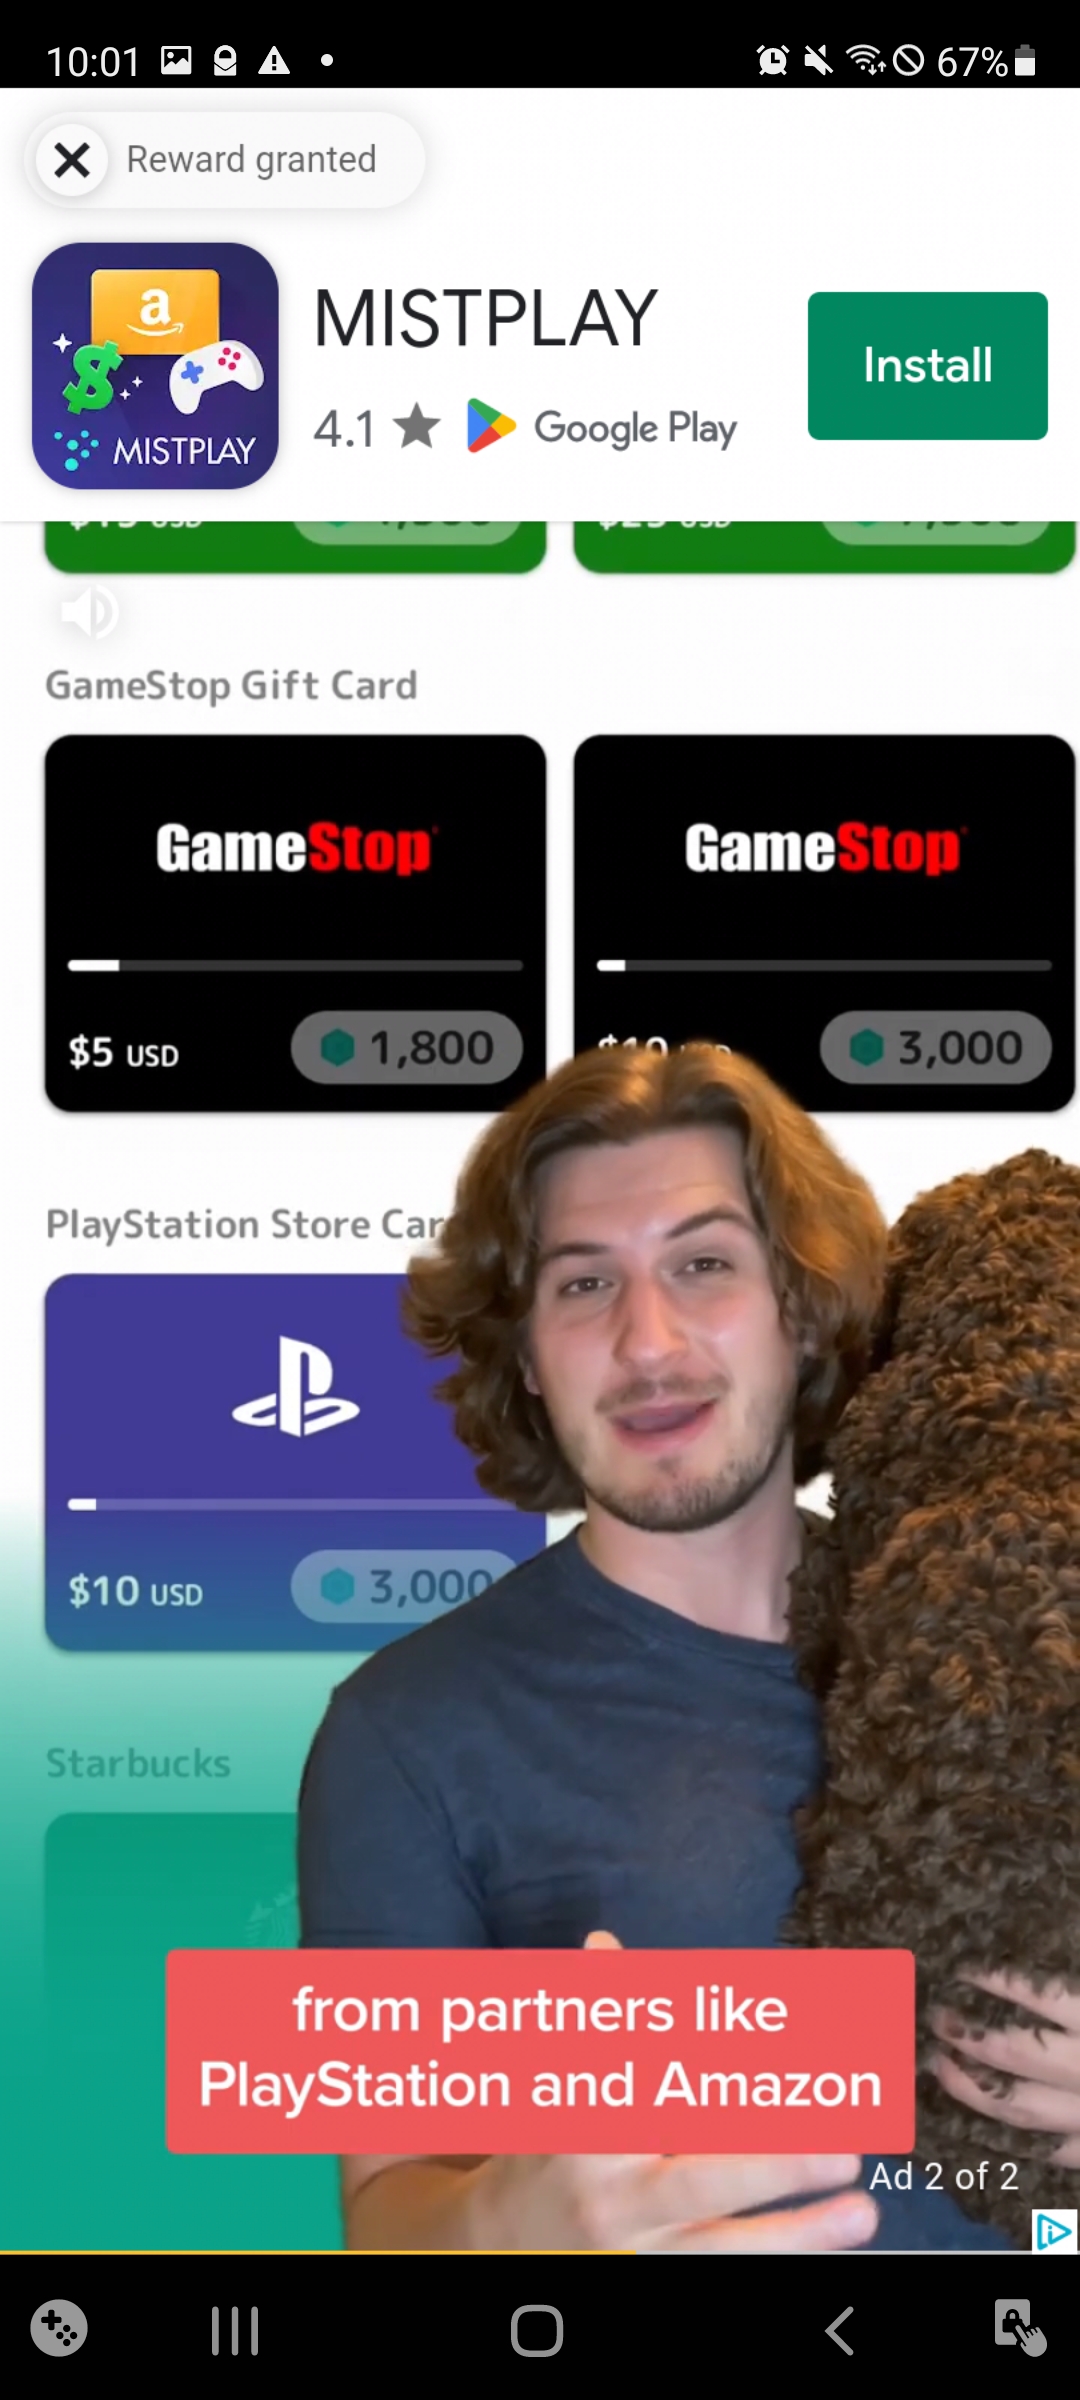 10:01
67%
Reward granted
a
MISTPLAY
MISTPLAY
4.1
Google Play
Install
GameStop Gift Card
GameStop
GameStop
$5 USD
1,800
3,000
PlayStation Store
$10 USD
3,000
Starbucks
from partners like
PlayStation and Amazon
Ad 2 of 2